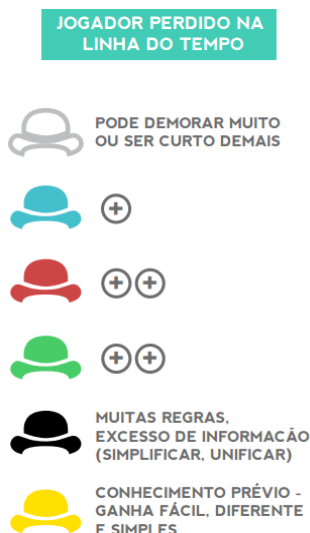 JOGADOR PERDIDO NA
LINHA DO TEMPO
PODE DEMORAR MUITO
OU SER CURTO DEMAIS
+
++
++
MUITAS REGRAS,
EXCESSO DE INFORMACÃO
(SIMPLIFICAR, UNIFICAR)
CONHECIMENTO PRÉVIO -
GANHA FÁCIL, DIFERENTE
E SIMPLES